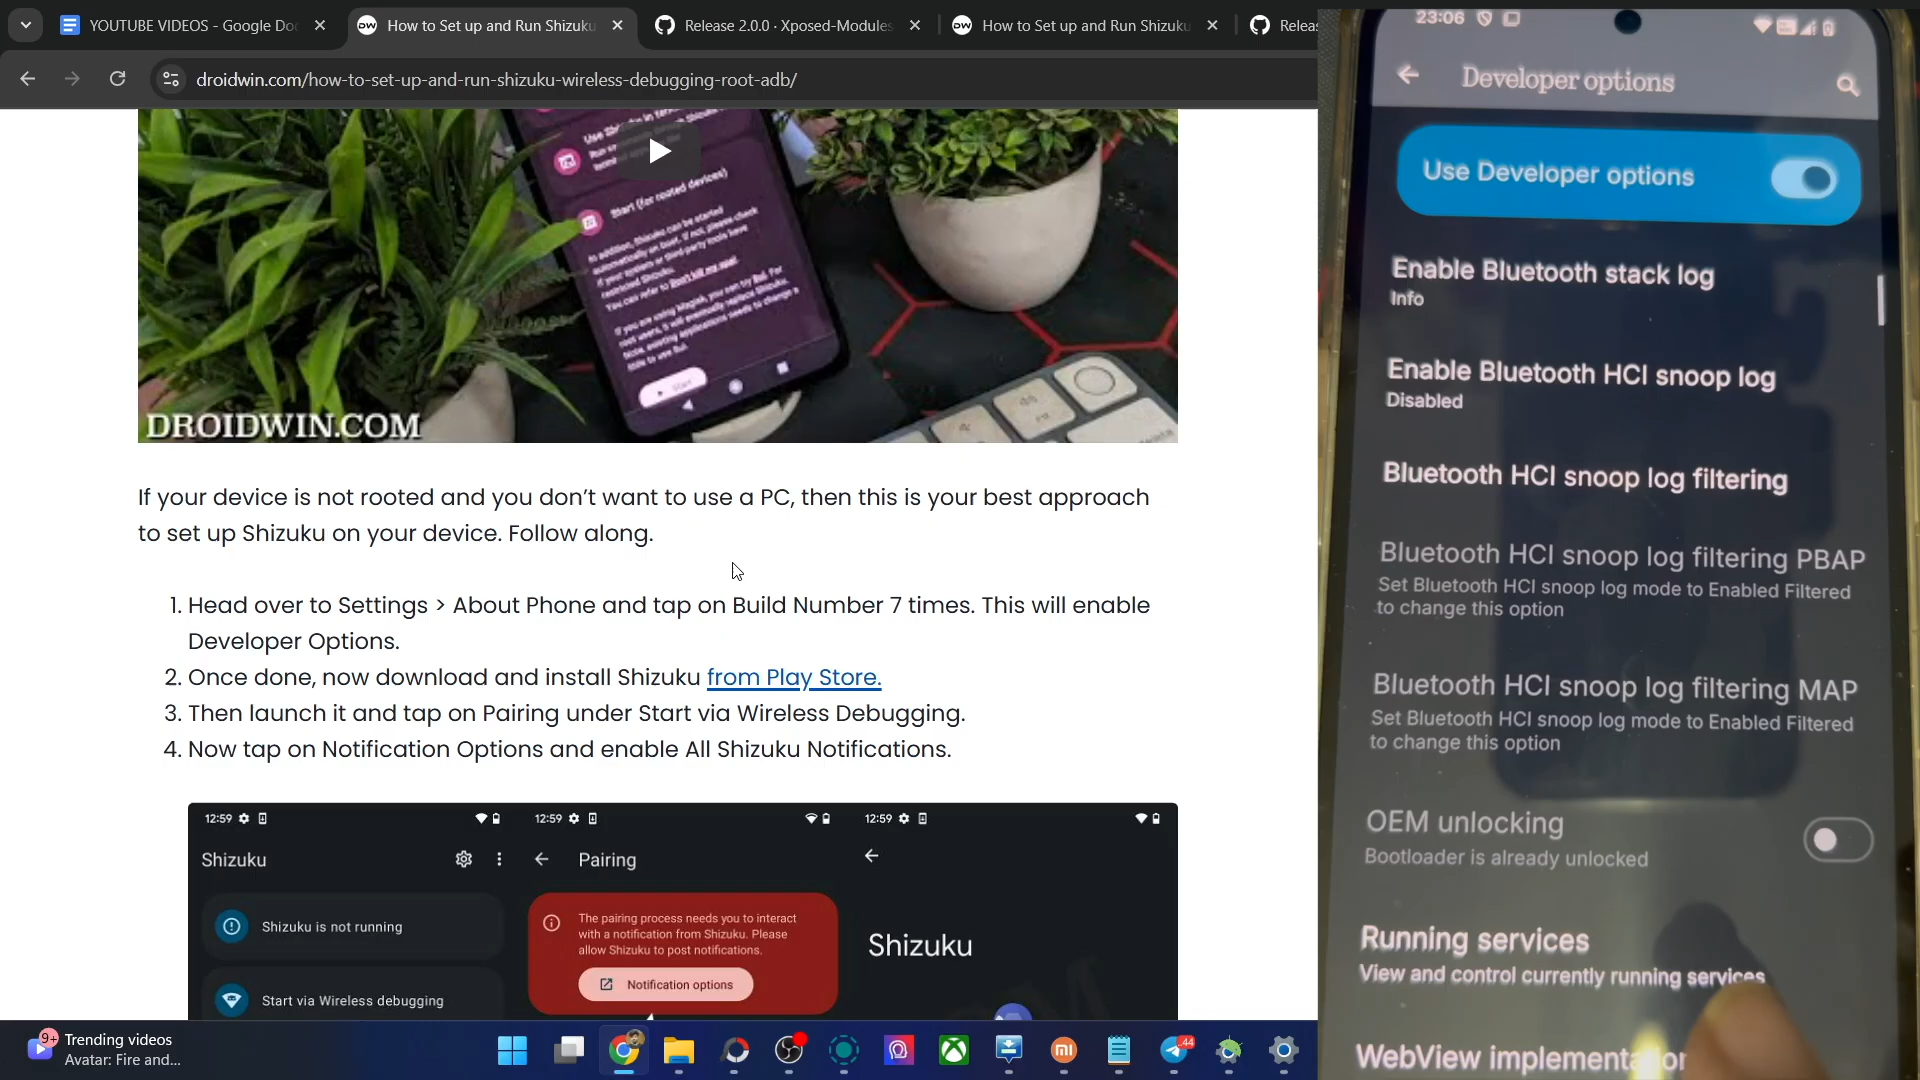 YOUTUBE VIDEOS - Google Doc
How to Set up and Run Shizuku
Release 2.0.0 · Xposed-Modules
How to Set up and Run Shizuku
Relea
droidwin.com/how-to-set-up-and-run-shizuku-wireless-debugging-root-adb/
Start (for rooted devices)
Start
DROIDWIN.COM
If your device is not rooted and you don’t want to use a PC, then this is your best approach
to set up Shizuku on your device. Follow along.
1. Head over to Settings > About Phone and tap on Build Number 7 times. This will enable
Developer Options.
2. Once done, now download and install Shizuku from Play Store.
3. Then launch it and tap on Pairing under Start via Wireless Debugging.
4. Now tap on Notification Options and enable All Shizuku Notifications.
12:59
Shizuku
Shizuku is not running
Start via Wireless debugging
12:59
Pairing
The pairing process needs you to interact
with a notification from Shizuku. Please
allow Shizuku to post notifications.
Notification options
12:59
Shizuku
9+
Trending videos
Avatar: Fire and...
44
23:06
Developer options
Use Developer options
Enable Bluetooth stack log
Info
Enable Bluetooth HCI snoop log
Disabled
Bluetooth HCI snoop log filtering
Bluetooth HCI snoop log filtering PBAP
Set Bluetooth HCI snoop log mode to Enabled Filtered
to change this option
Bluetooth HCI snoop log filtering MAP
Set Bluetooth HCI snoop log mode to Enabled Filtered
to change this option
OEM unlocking
Bootloader is already unlocked
Running services
View and control currently running services
WebView implementation